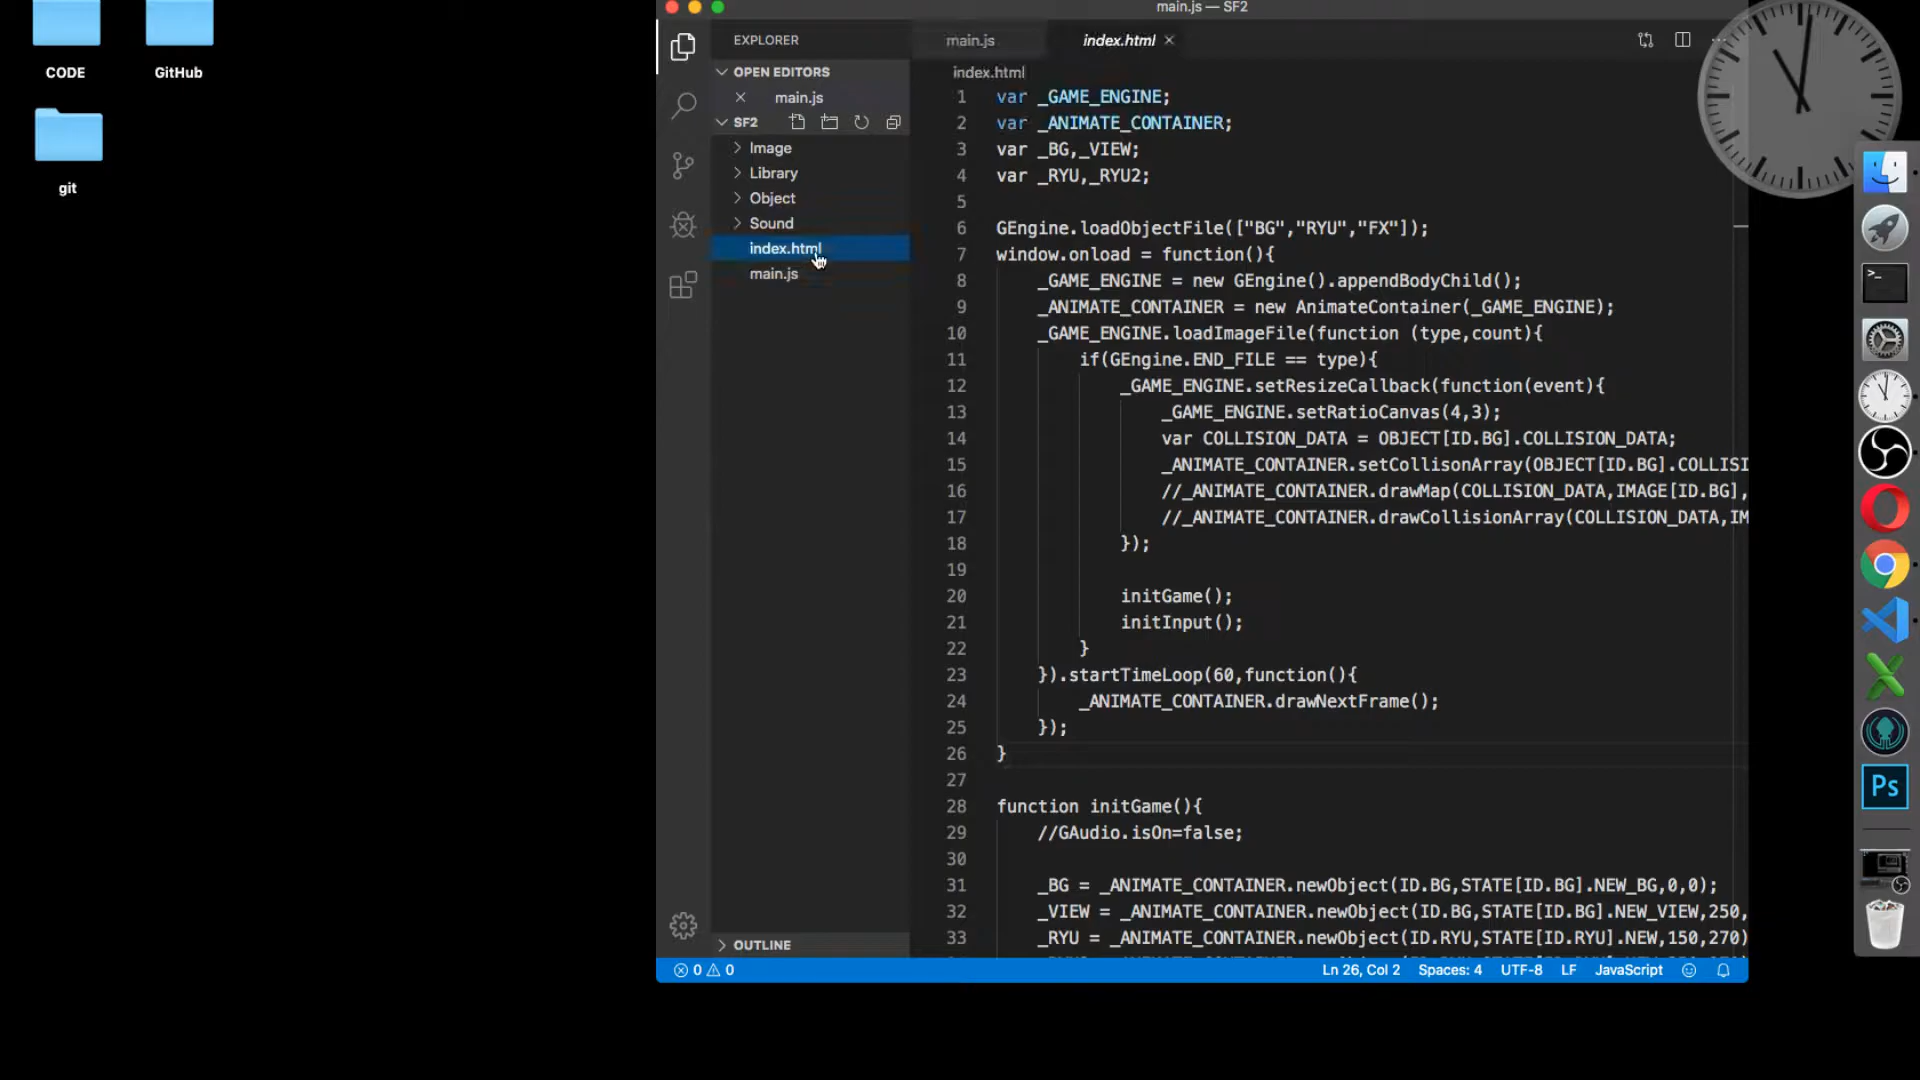 CODE
GitHub
git
main.js — SF2
EXPLORER
main.js
index.html
OPEN EDITORS
main.js
SF2
Image
Library
Object
Sound
index.html
main.js
OUTLINE
index.html
1 var _GAME_ENGINE;
2 var _ANIMATE_CONTAINER;
3 var _BG,_VIEW;
4 var _RYU,_RYU2;
5
6 GEngine.loadObjectFile(["BG","RYU","FX"]);
7 window.onload = function(){
8 _GAME_ENGINE = new GEngine().appendBodyChild();
9 _ANIMATE_CONTAINER = new AnimateContainer(_GAME_ENGINE);
10 _GAME_ENGINE.loadImageFile(function (type,count){
11 if(GEngine.END_FILE == type){
12 _GAME_ENGINE.setResizeCallback(function(event){
13 _GAME_ENGINE.setRatioCanvas(4,3);
14 var COLLISION_DATA = OBJECT[ID.BG].COLLISION_DATA;
15 _ANIMATE_CONTAINER.setCollisonArray(OBJECT[ID.BG].COLLISI
16 //_ANIMATE_CONTAINER.drawMap(COLLISION_DATA,IMAGE[ID.BG],
17 //_ANIMATE_CONTAINER.drawCollisionArray(COLLISION_DATA,IM
18 });
19
20 initGame();
21 initInput();
22 }
23 }).startTimeLoop(60,function(){
24 _ANIMATE_CONTAINER.drawNextFrame();
25 });
26 }
27
28 function initGame(){
29 //GAudio.isOn=false;
30
31 _BG = _ANIMATE_CONTAINER.newObject(ID.BG,STATE[ID.BG].NEW_BG,0,0);
32 _VIEW = _ANIMATE_CONTAINER.newObject(ID.BG,STATE[ID.BG].NEW_VIEW,250,
33 _RYU = _ANIMATE_CONTAINER.newObject(ID.RYU,STATE[ID.RYU].NEW,150,270)
0 0
Ln 26, Col 2 Spaces: 4 UTF-8 LF JavaScript
>_
Ps